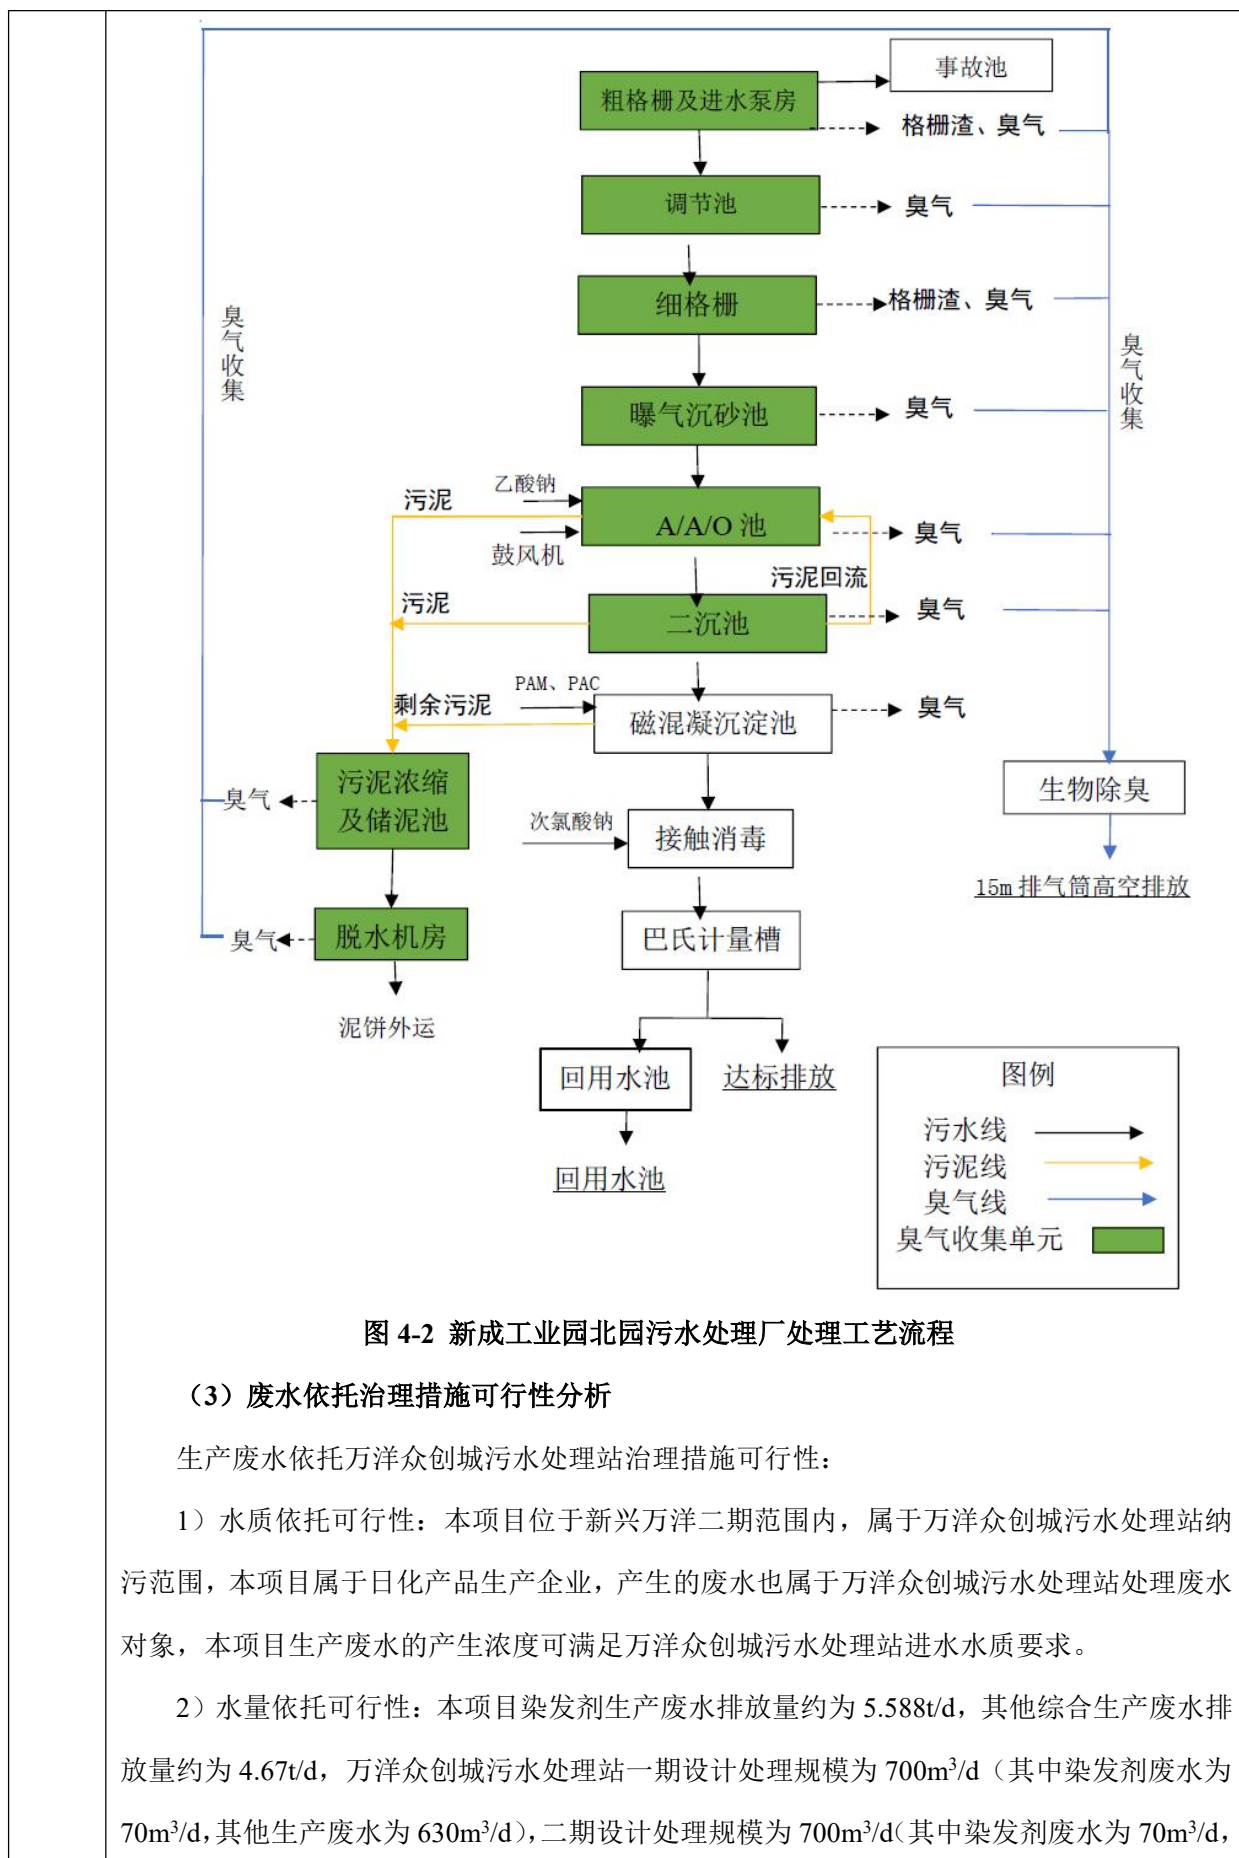 事故池
粗格栅及进水泵房
格栅渣、臭气
调节池
臭气
细格栅
格栅渣、臭气
臭气收集
臭气收集
曝气沉砂池
臭气
乙酸钠
污泥
A/A/O 池
臭气
鼓风机
污泥回流
污泥
二沉池
臭气
PAM、PAC
剩余污泥
磁混凝沉淀池
臭气
污泥浓缩
及储泥池
臭气
生物除臭
次氯酸钠
接触消毒
15m 排气筒高空排放
臭气
脱水机房
巴氏计量槽
泥饼外运
回用水池
达标排放
回用水池
图例
污水线
污泥线
臭气线
臭气收集单元
图 4-2 新成工业园北园污水处理厂处理工艺流程
（3）废水依托治理措施可行性分析
生产废水依托万洋众创城污水处理站治理措施可行性：
1）水质依托可行性：本项目位于新兴万洋二期范围内，属于万洋众创城污水处理站纳
污范围，本项目属于日化产品生产企业，产生的废水也属于万洋众创城污水处理站处理废水
对象，本项目生产废水的产生浓度可满足万洋众创城污水处理站进水水质要求。
2）水量依托可行性：本项目染发剂生产废水排放量约为 5.588t/d，其他综合生产废水排
放量约为 4.67t/d，万洋众创城污水处理站一期设计处理规模为 700m³/d（其中染发剂废水为
70m³/d，其他生产废水为 630m³/d），二期设计处理规模为 700m³/d（其中染发剂废水为 70m³/d，